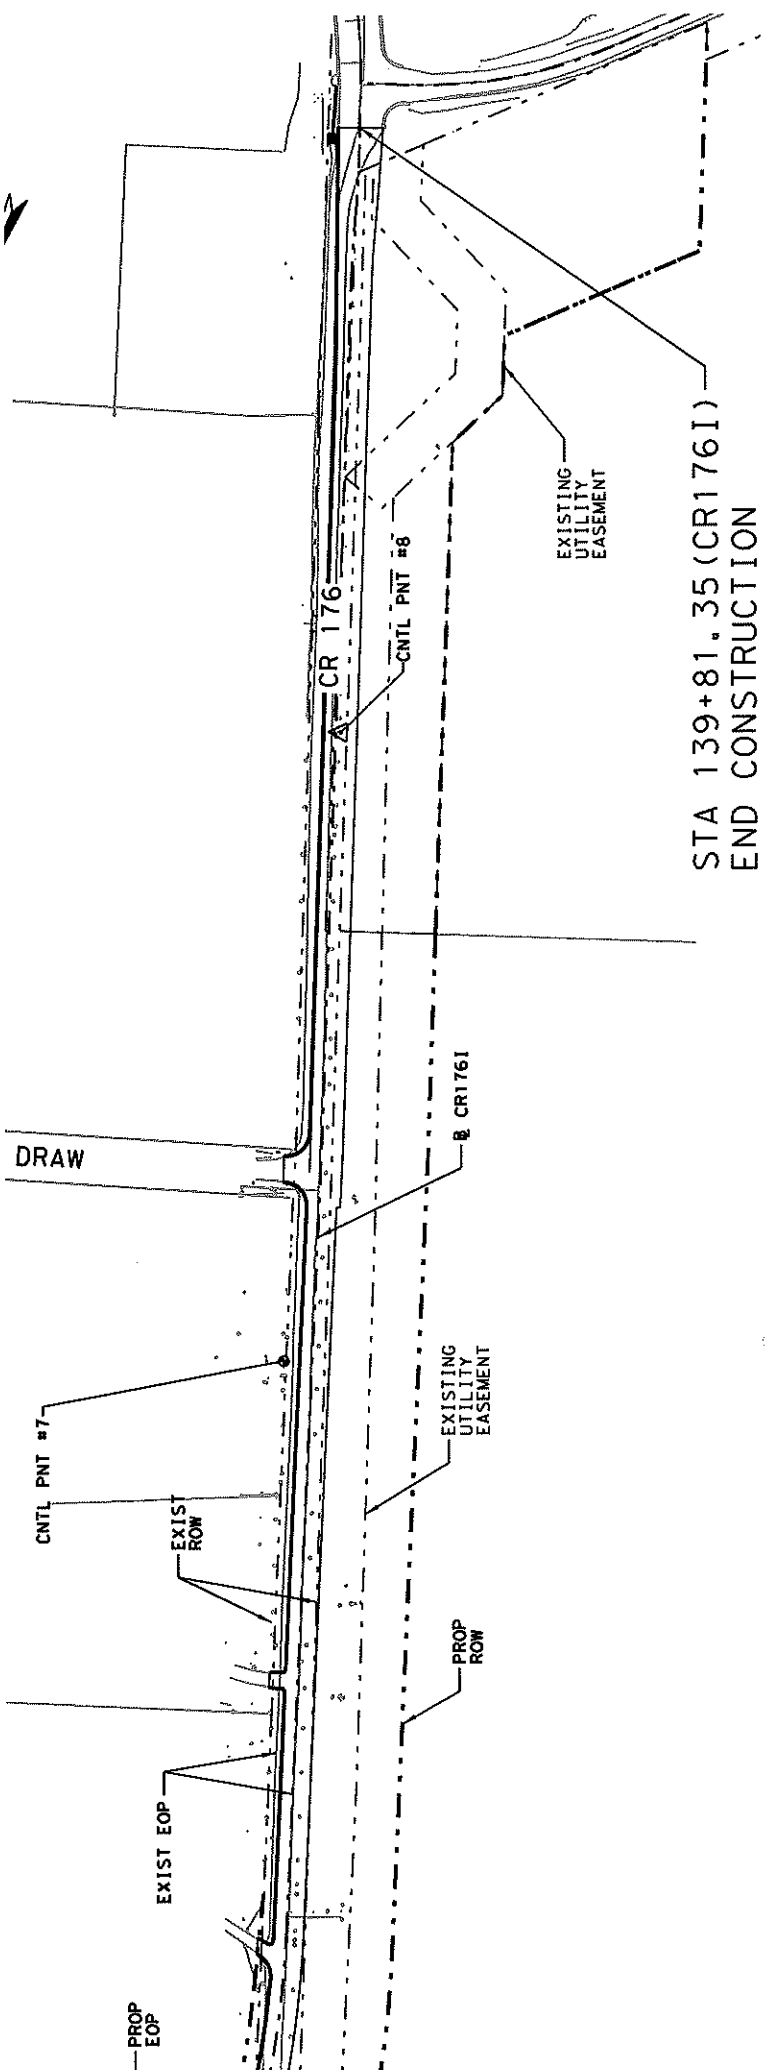 EXISTING
UTILITY
EASEMENT
STA 139+81.35(CR176I)
END CONSTRUCTION
CR 176
CNTL PNT #8
DRAW
℄ CR176I
CNTL PNT #7
EXIST
ROW
EXISTING
UTILITY
EASEMENT
PROP
ROW
EXIST EOP
PROP
EOP